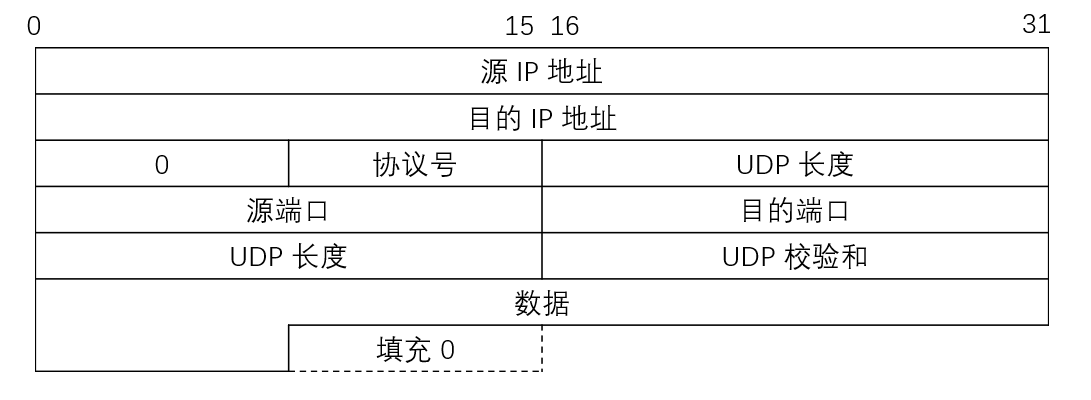 0 15 16 31
源 IP 地址
目的 IP 地址
0 协议号 UDP 长度
源端口 目的端口
UDP 长度 UDP 校验和
数据
填充 0